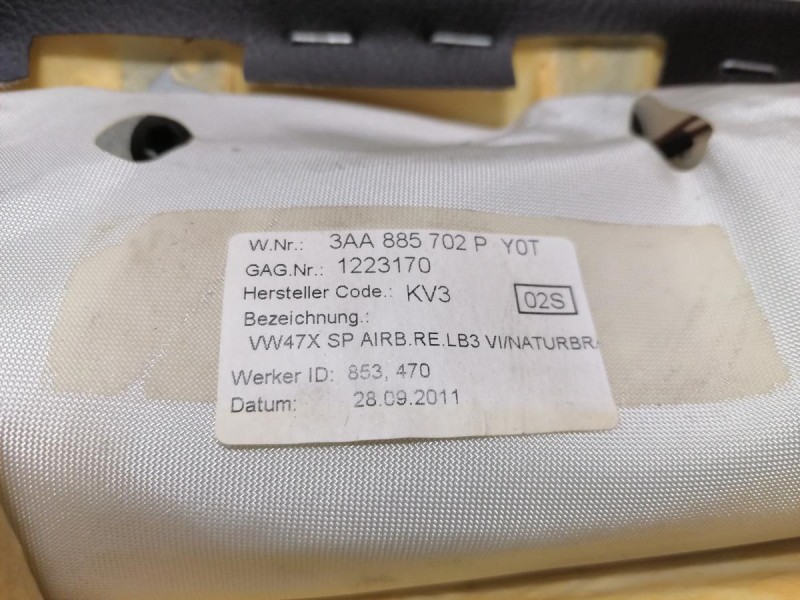 W.Nr.: 3AA 885 702 P Y0T
GAG.Nr.: 1223170
Hersteller Code.: KV3 02S
Bezeichnung.:
VW47X SP AIRB.RE.LB3 VI/NATURBRA
Werker ID: 853, 470
Datum: 28.09.2011